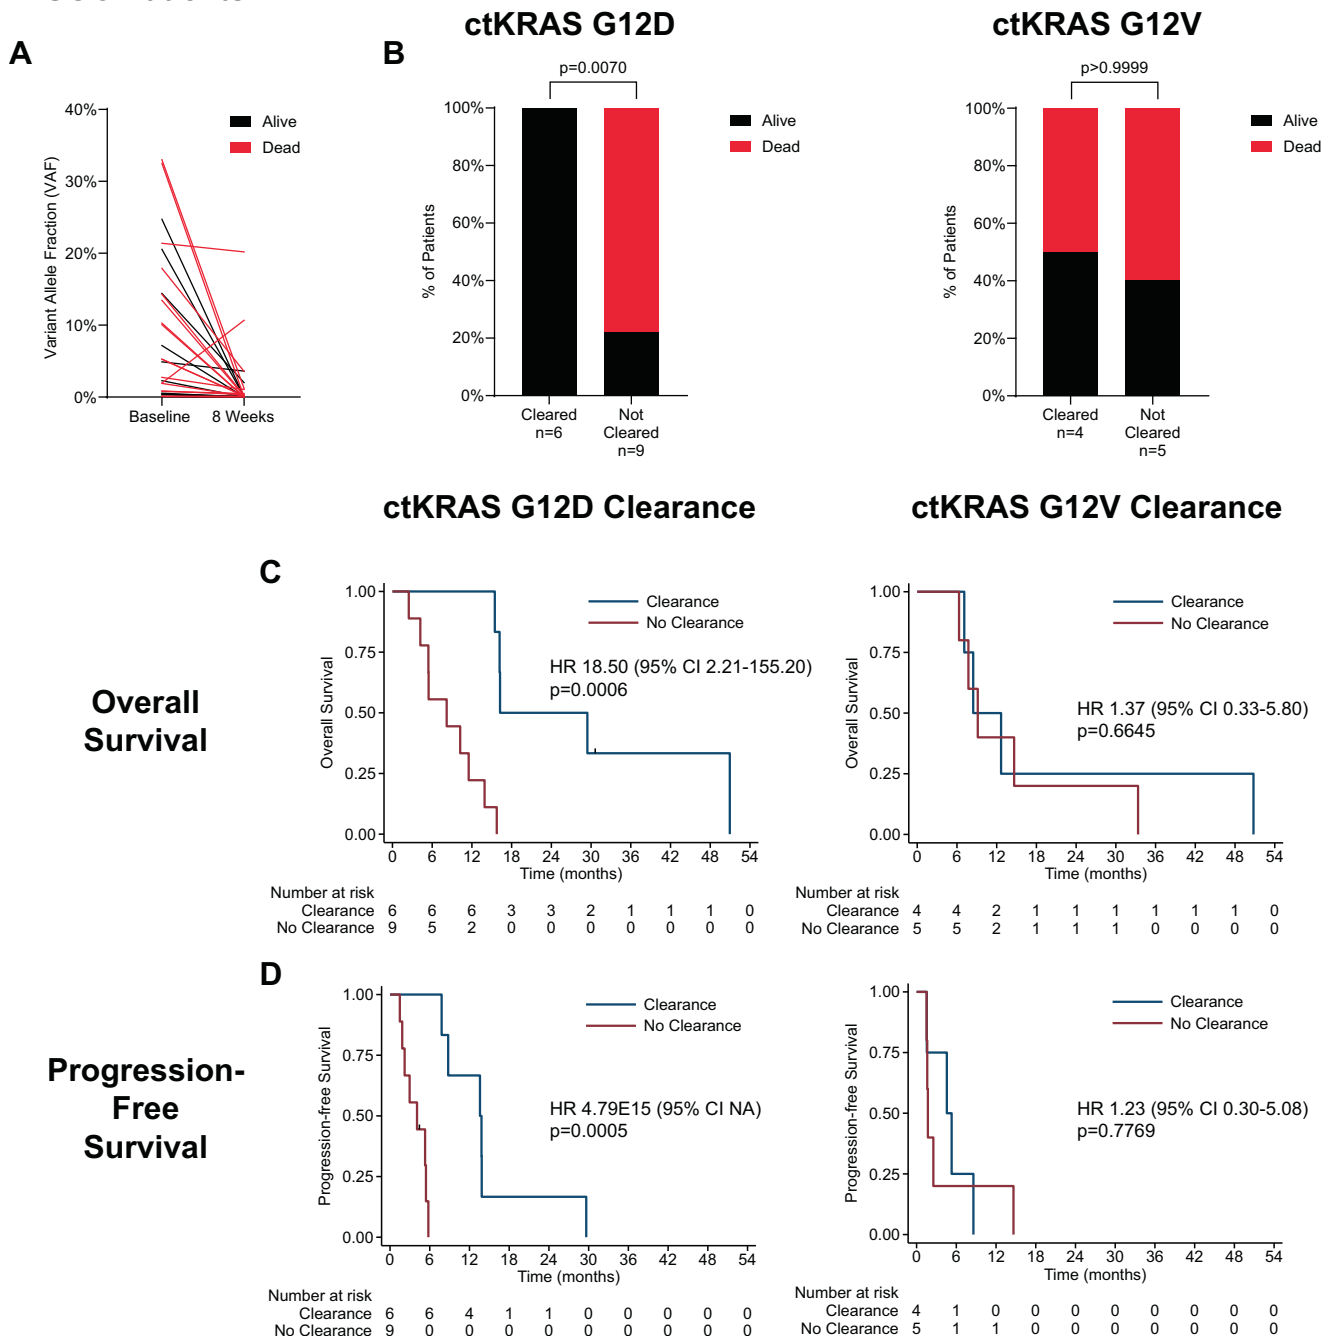 ctKRAS G12D
ctKRAS G12V
A
B
40%
30%
20%
10%
0%
Variant Allele Fraction (VAF)
Alive
Dead
Baseline 8 Weeks
p=0.0070
100%
80%
60%
40%
20%
0%
% of Patients
Alive
Dead
Cleared
n=6
Not
Cleared
n=9
p>0.9999
100%
80%
60%
40%
20%
0%
% of Patients
Alive
Dead
Cleared
n=4
Not
Cleared
n=5
ctKRAS G12D Clearance
ctKRAS G12V Clearance
C
Overall
Survival
1.00
0.75
0.50
0.25
0.00
Overall Survival
Clearance
No Clearance
HR 18.50 (95% CI 2.21-155.20)
p=0.0006
0 6 12 18 24 30 36 42 48 54
Time (months)
Number at risk
Clearance 6 6 6 3 3 2 1 1 1 0
No Clearance 9 5 2 0 0 0 0 0 0 0
1.00
0.75
0.50
0.25
0.00
Overall Survival
Clearance
No Clearance
HR 1.37 (95% CI 0.33-5.80)
p=0.6645
0 6 12 18 24 30 36 42 48 54
Time (months)
Number at risk
Clearance 4 4 2 1 1 1 1 1 1 0
No Clearance 5 5 2 1 1 1 0 0 0 0
D
Progression-
Free
Survival
1.00
0.75
0.50
0.25
0.00
Progression-free Survival
Clearance
No Clearance
HR 4.79E15 (95% CI NA)
p=0.0005
0 6 12 18 24 30 36 42 48 54
Time (months)
Number at risk
Clearance 6 6 4 1 1 0 0 0 0 0
No Clearance 9 0 0 0 0 0 0 0 0 0
1.00
0.75
0.50
0.25
0.00
Progression-free Survival
Clearance
No Clearance
HR 1.23 (95% CI 0.30-5.08)
p=0.7769
0 6 12 18 24 30 36 42 48 54
Time (months)
Number at risk
Clearance 4 1 0 0 0 0 0 0 0 0
No Clearance 5 1 1 0 0 0 0 0 0 0